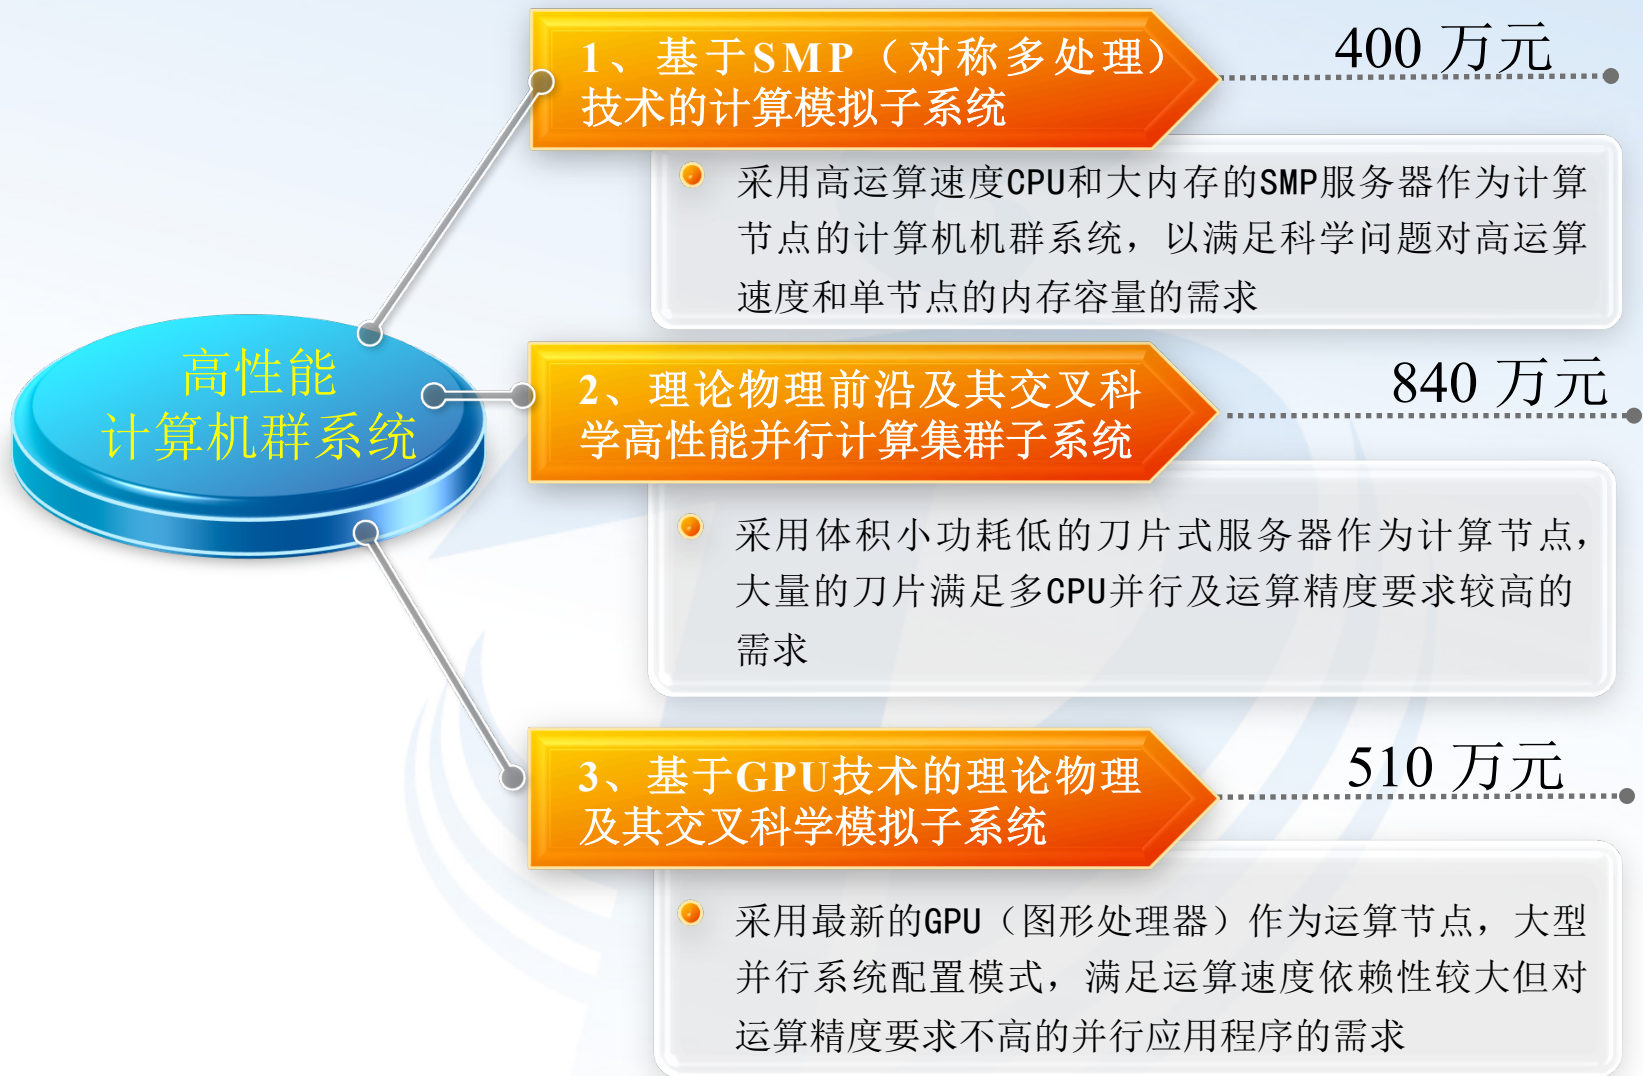 1、基于SMP（对称多处理）
技术的计算模拟子系统
400 万元
采用高运算速度CPU和大内存的SMP服务器作为计算
节点的计算机机群系统，以满足科学问题对高运算
速度和单节点的内存容量的需求
高性能
计算机群系统
2、理论物理前沿及其交叉科
学高性能并行计算集群子系统
840 万元
采用体积小功耗低的刀片式服务器作为计算节点，
大量的刀片满足多CPU并行及运算精度要求较高的
需求
3、基于GPU技术的理论物理
及其交叉科学模拟子系统
510 万元
采用最新的GPU（图形处理器）作为运算节点，大型
并行系统配置模式，满足运算速度依赖性较大但对
运算精度要求不高的并行应用程序的需求